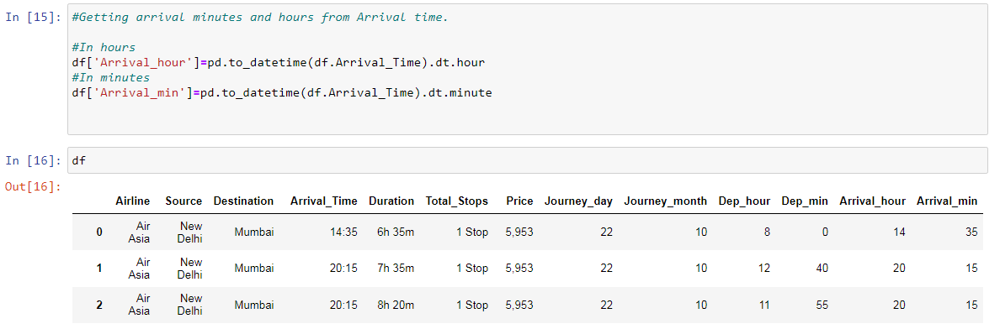 In [15]: #Getting arrival minutes and hours from Arrival time.
#In hours
df['Arrival_hour']=pd.to_datetime(df.Arrival_Time).dt.hour
#In minutes
df['Arrival_min']=pd.to_datetime(df.Arrival_Time).dt.minute
In [16]: df
Out[16]:
Airline Source Destination Arrival_Time Duration Total_Stops Price Journey_day Journey_month Dep_hour Dep_min Arrival_hour Arrival_min
0 Air Asia New Delhi Mumbai 14:35 6h 35m 1 Stop 5,953 22 10 8 0 14 35
1 Air Asia New Delhi Mumbai 20:15 7h 35m 1 Stop 5,953 22 10 12 40 20 15
2 Air Asia New Delhi Mumbai 20:15 8h 20m 1 Stop 5,953 22 10 11 55 20 15